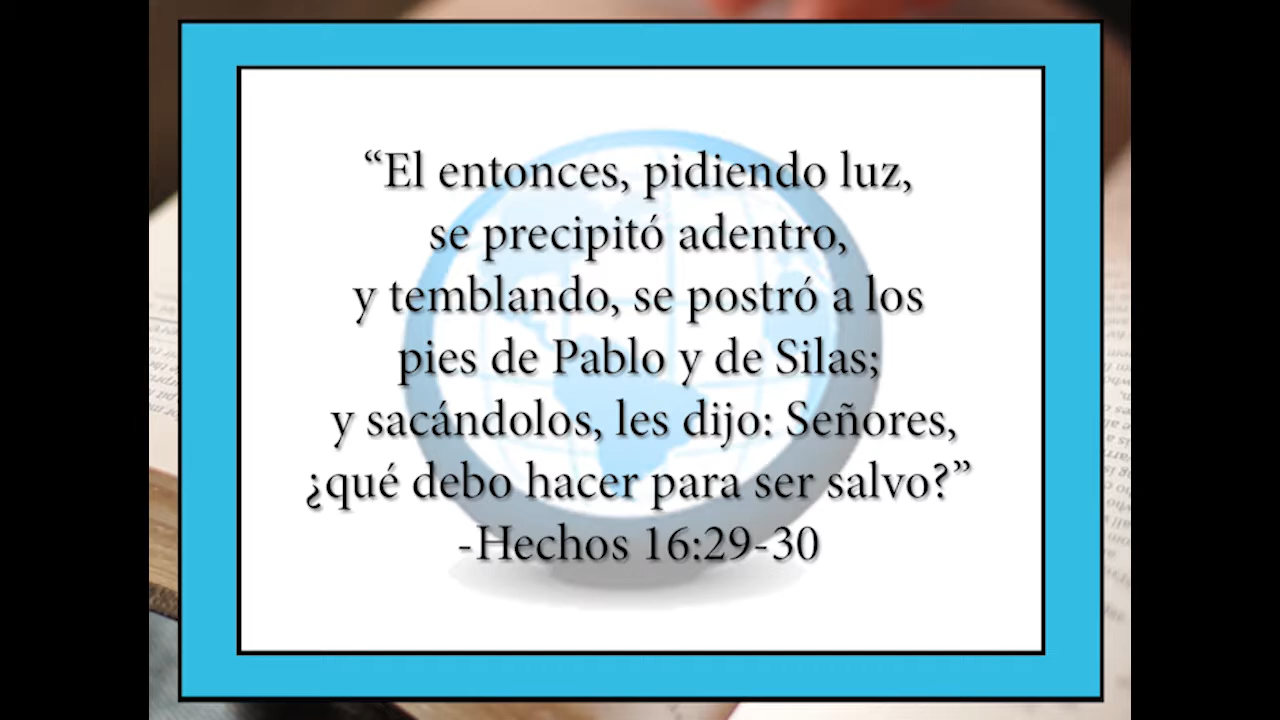 “El entonces, pidiendo luz,
se precipitó adentro,
y temblando, se postró a los
pies de Pablo y de Silas;
y sacándolos, les dijo: Señores,
¿qué debo hacer para ser salvo?”
-Hechos 16:29-30